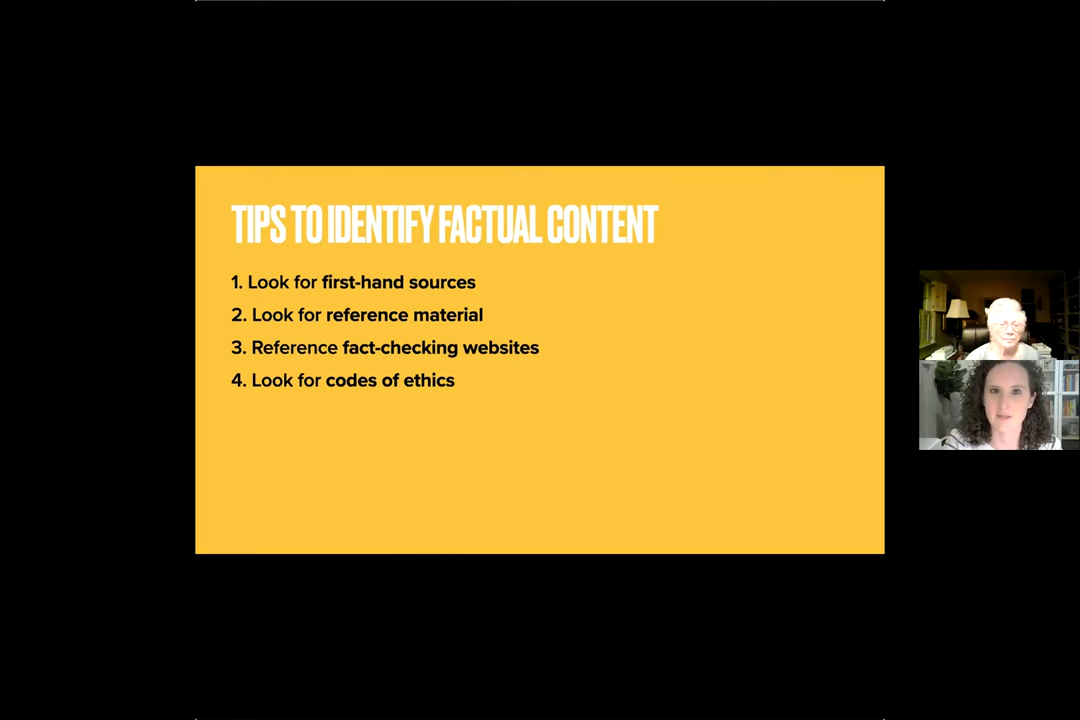 TIPS TO IDENTIFY FACTUAL CONTENT
1. Look for first-hand sources
2. Look for reference material
3. Reference fact-checking websites
4. Look for codes of ethics